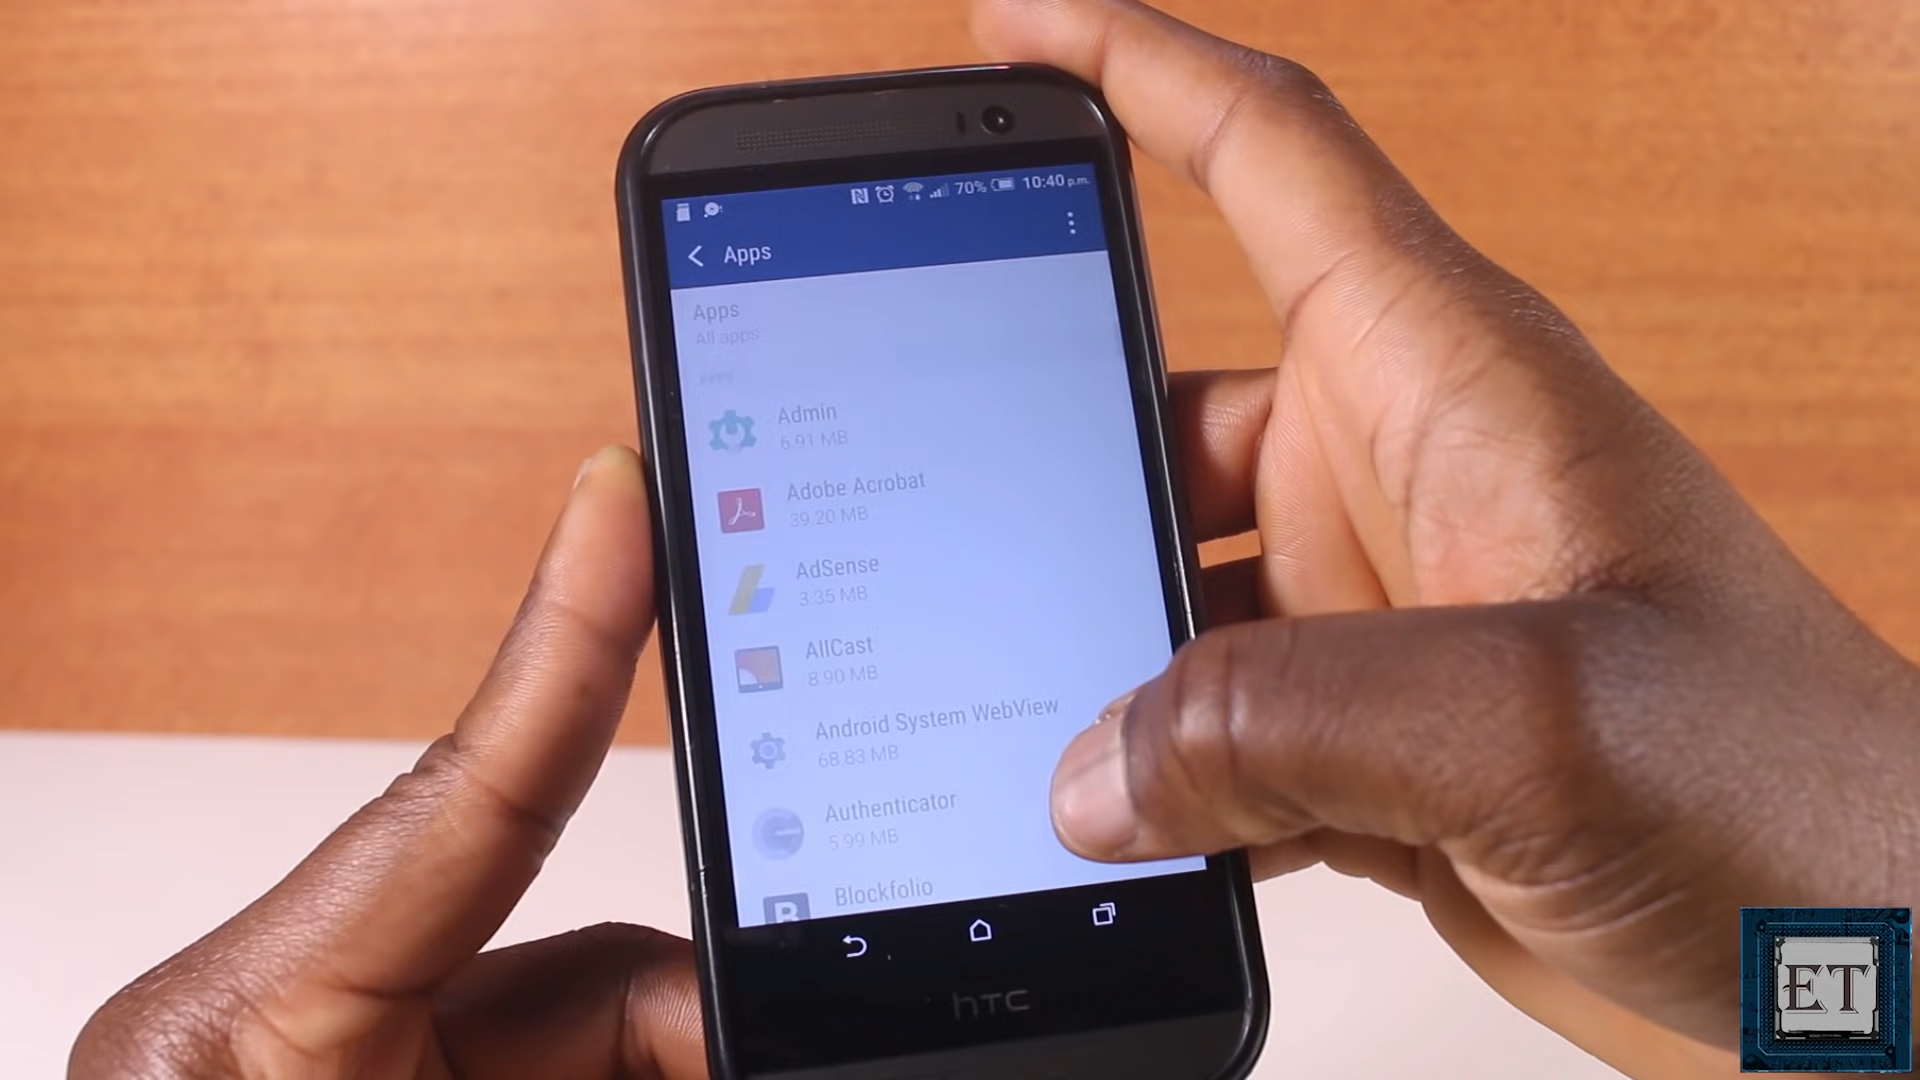 70% 10:40 p.m.
Apps
Apps
All apps
APPS
Admin
6.91 MB
Adobe Acrobat
39.20 MB
AdSense
3.35 MB
AllCast
8.90 MB
Android System WebView
68.83 MB
Authenticator
5.99 MB
B
Blockfolio
hTC
ET